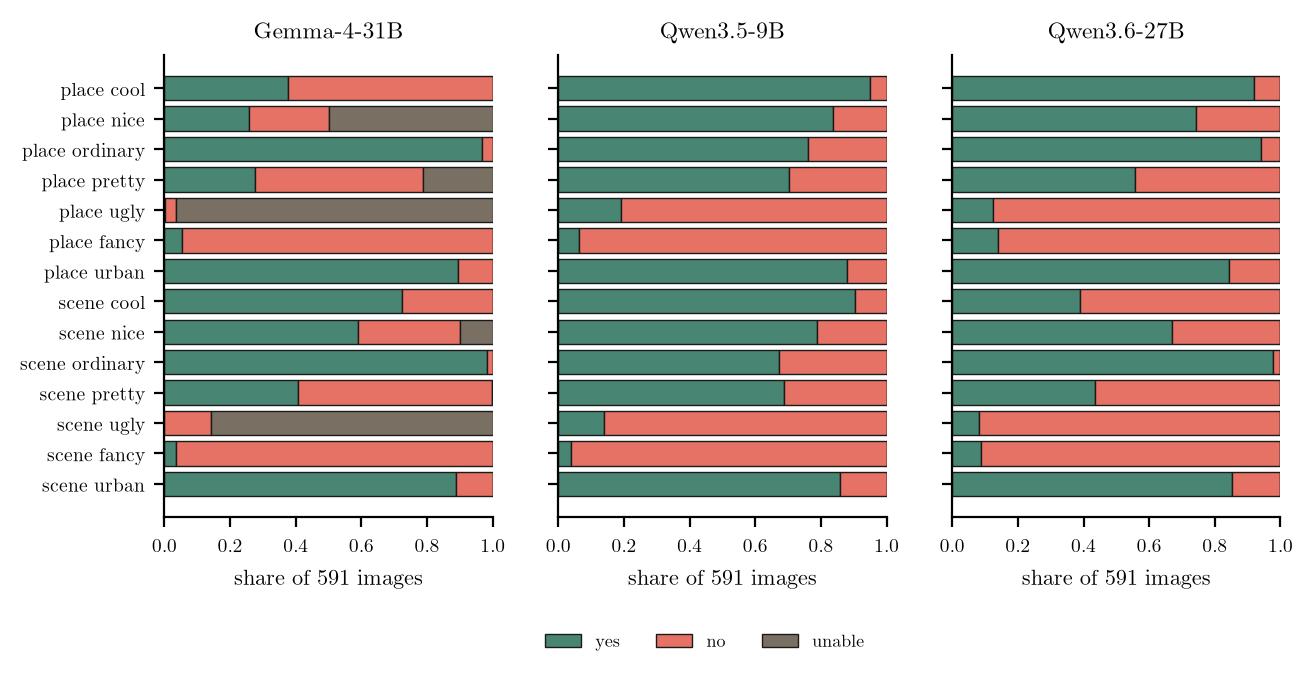 Gemma-4-31B
Qwen3.5-9B
Qwen3.6-27B
place cool
place nice
place ordinary
place pretty
place ugly
place fancy
place urban
scene cool
scene nice
scene ordinary
scene pretty
scene ugly
scene fancy
scene urban
0.0 0.2 0.4 0.6 0.8 1.0
0.0 0.2 0.4 0.6 0.8 1.0
0.0 0.2 0.4 0.6 0.8 1.0
share of 591 images
share of 591 images
share of 591 images
yes no unable